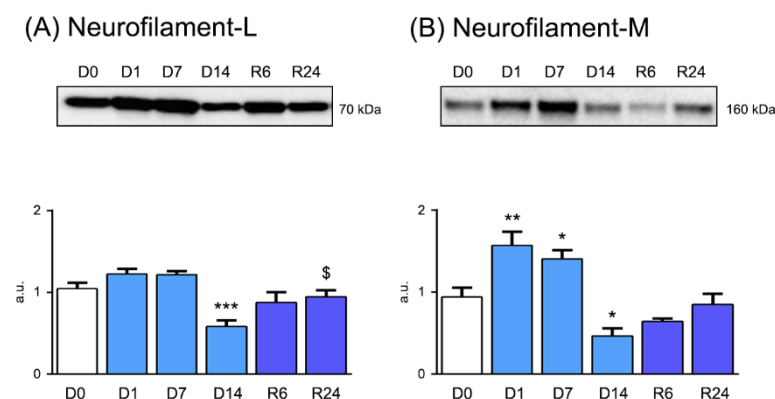 (A) Neurofilament-L
D0 D1 D7 D14 R6 R24
70 kDa
2
1
0
a.u.
***
$
D0 D1 D7 D14 R6 R24
(B) Neurofilament-M
D0 D1 D7 D14 R6 R24
160 kDa
2
1
0
a.u.
**
*
*
D0 D1 D7 D14 R6 R24